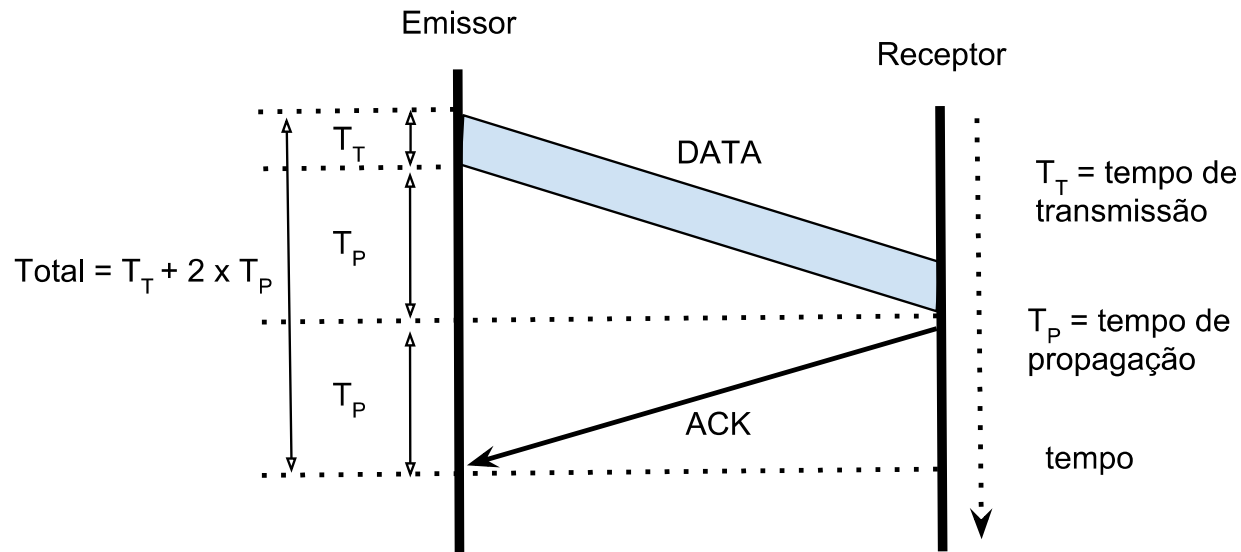 Emissor
Receptor
T_T
DATA
T_T = tempo de
transmissão
T_P
Total = T_T + 2 x T_P
T_P = tempo de
propagação
T_P
ACK
tempo